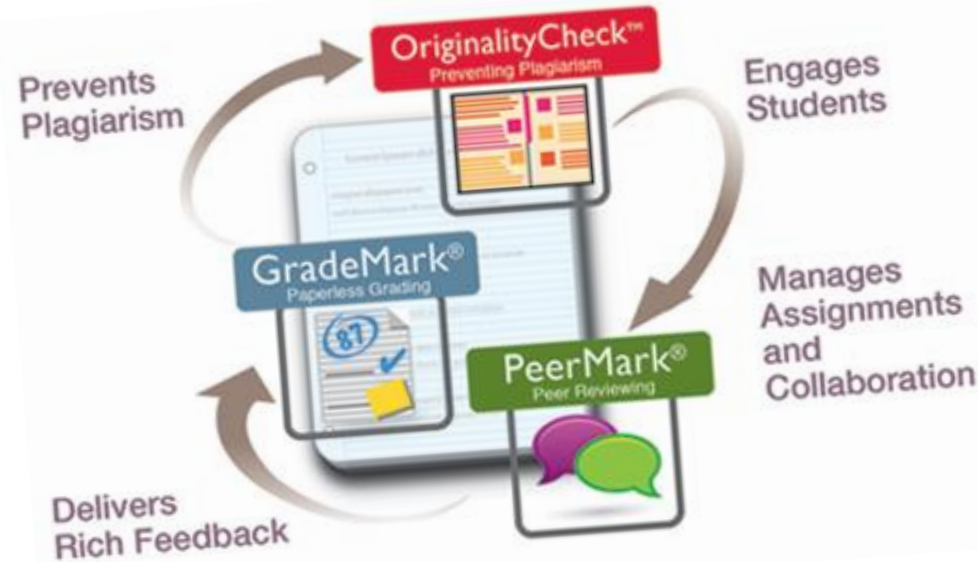 OriginalityCheck™
Preventing Plagiarism
Prevents
Plagiarism
Engages
Students
GradeMark®
Paperless Grading
87
Manages
Assignments
and
Collaboration
PeerMark®
Peer Reviewing
Delivers
Rich Feedback